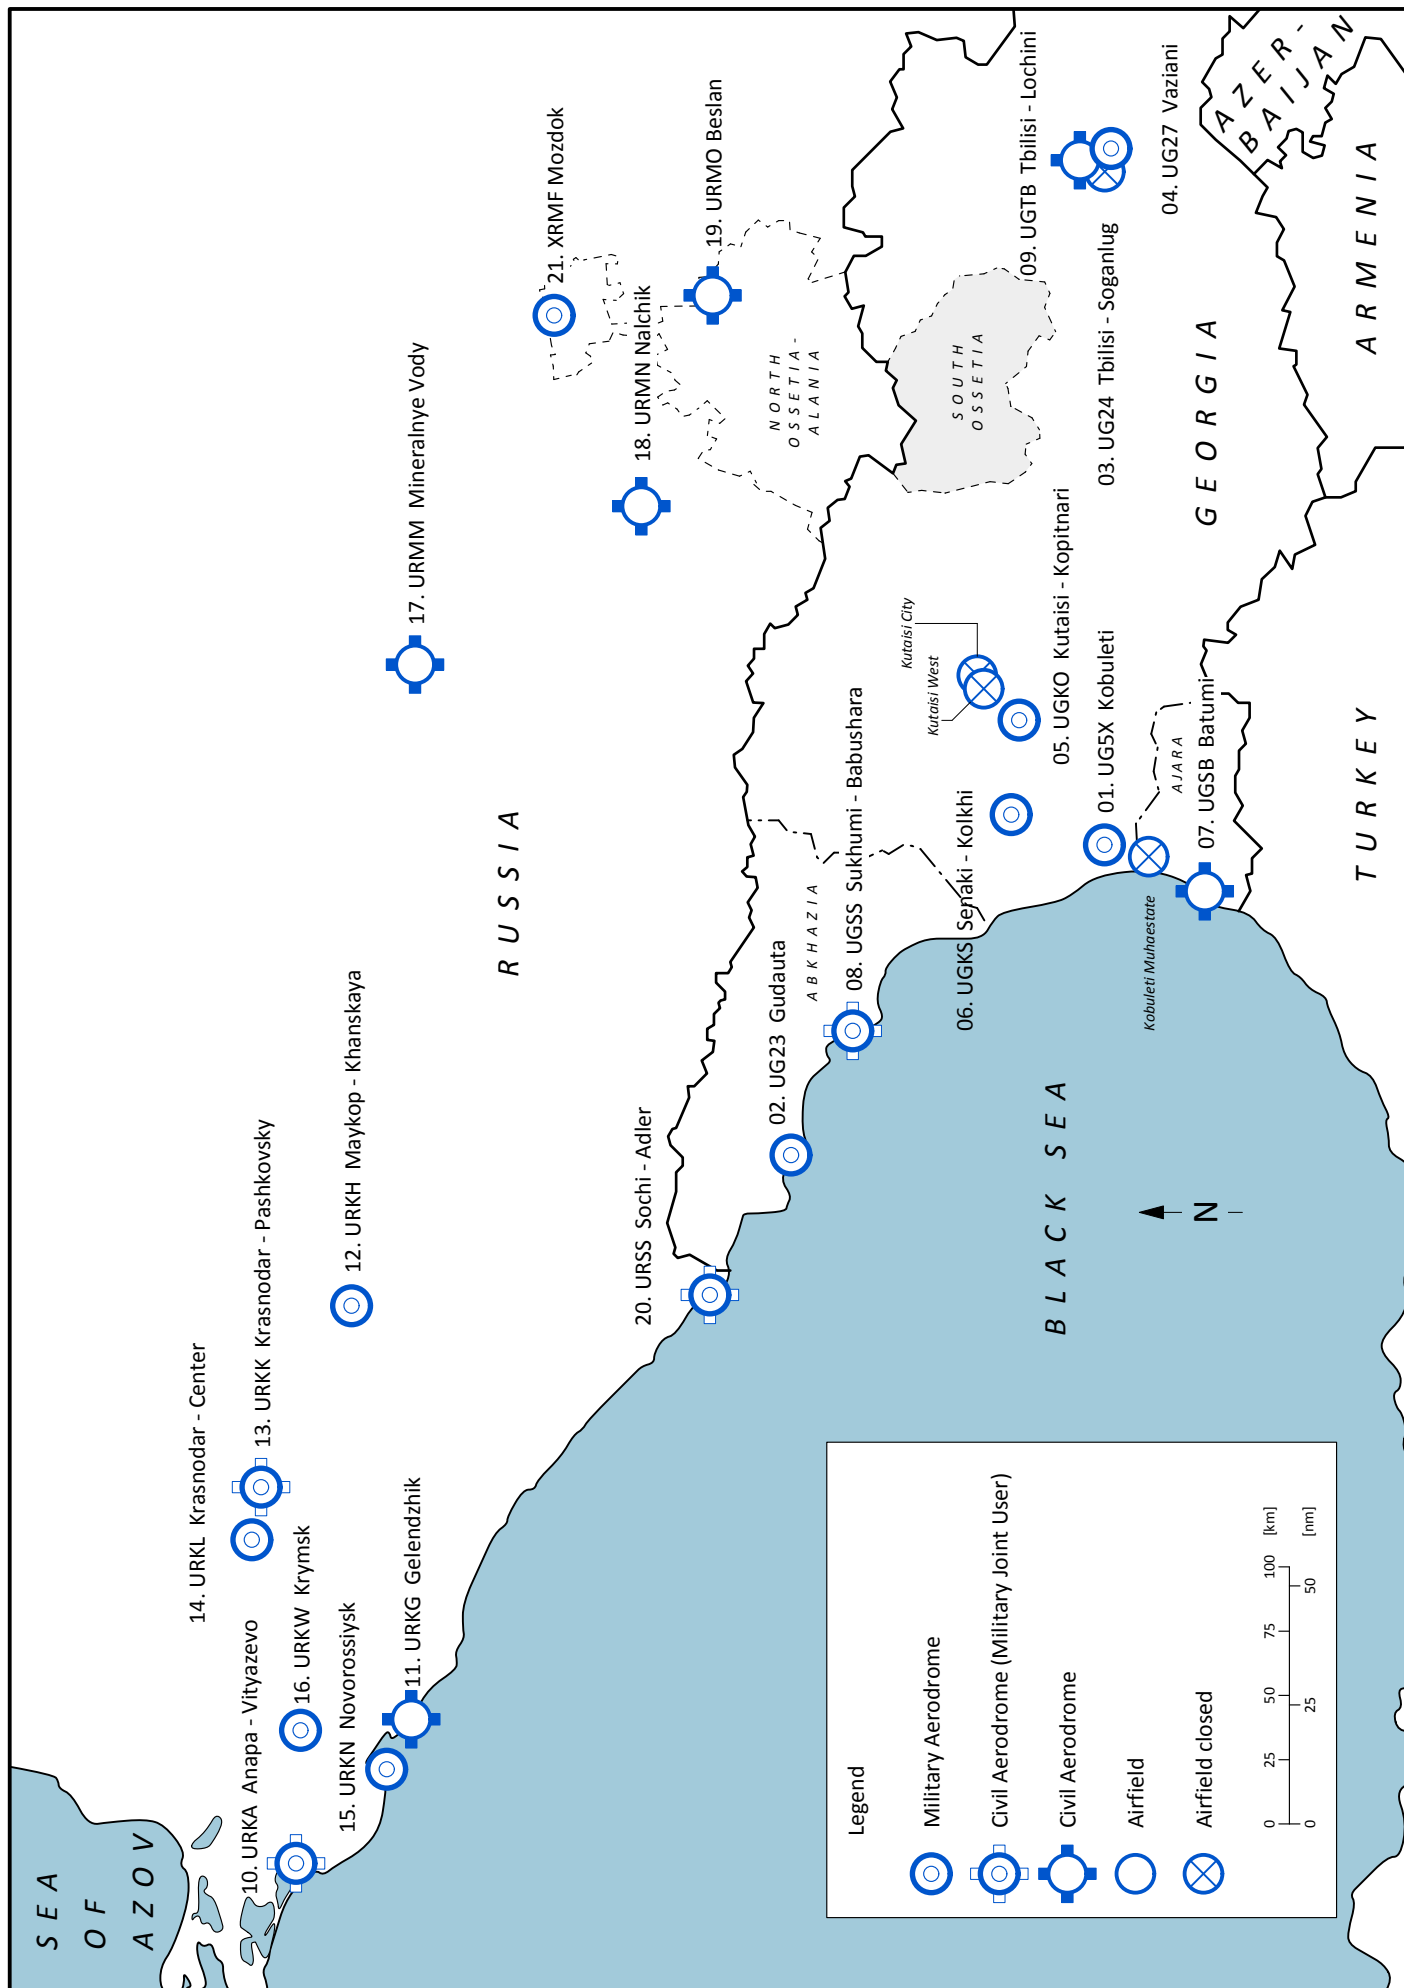 SEA
OF
AZOV
14. URKL Krasnodar - Center
13. URKK Krasnodar - Pashkovsky
10. URKA Anapa - Vityazevo
16. URKW Krymsk
15. URKN Novorossiysk
11. URKG Gelendzhik
12. URKH Maykop - Khanskaya
17. URMM Mineralnye Vody
RUSSIA
21. XRMF Mozdok
18. URMN Nalchik
19. URMO Beslan
NORTH
OSSETIA-
ALANIA
20. URSS Sochi - Adler
02. UG23 Gudauta
ABKHAZIA
08. UGSS Sukhumi - Babushara
SOUTH
OSSETIA
Kutaisi City
Kutaisi West
06. UGKS Senaki - Kolkhi
05. UGKO Kutaisi - Kopitnari
09. UGTB Tbilisi - Lochini
03. UG24 Tbilisi - Soganlug
04. UG27 Vaziani
01. UG5X Kobuleti
Kobuleti Muhaestate
AJARA
07. UGSB Batumi
GEORGIA
AZER-
BAIJAN
ARMENIA
TURKEY
BLACK SEA
N
Legend
Military Aerodrome
Civil Aerodrome (Military Joint User)
Civil Aerodrome
Airfield
Airfield closed
0 25 50 75 100 [km]
0 25 50 [nm]